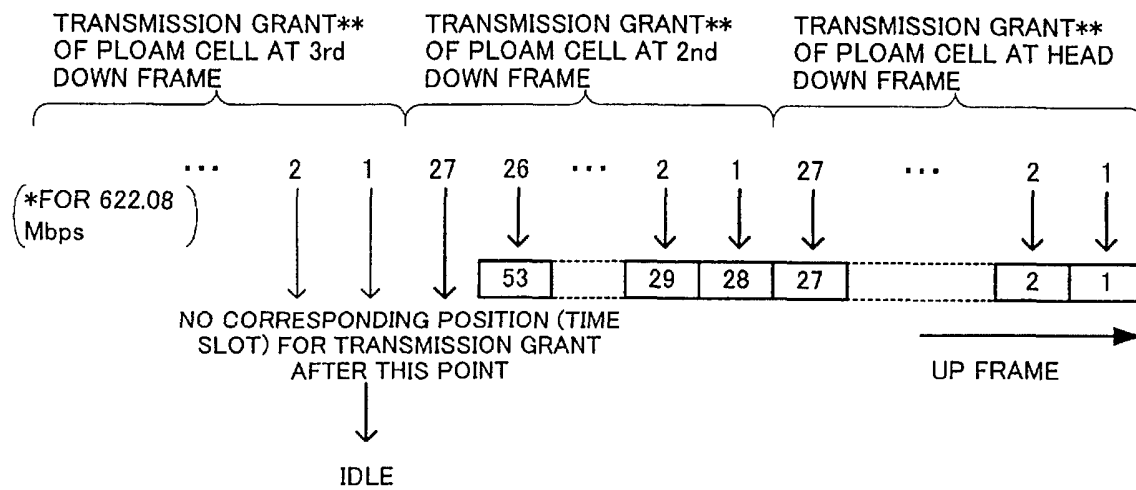 TRANSMISSION GRANT**
OF PLOAM CELL AT 3rd
DOWN FRAME
TRANSMISSION GRANT**
OF PLOAM CELL AT 2nd
DOWN FRAME
TRANSMISSION GRANT**
OF PLOAM CELL AT HEAD
DOWN FRAME
... 2 1 27 26 ... 2 1 27 ... 2 1
(*FOR 622.08
Mbps)
53 29 28 27 2 1
NO CORRESPONDING POSITION (TIME
SLOT) FOR TRANSMISSION GRANT
AFTER THIS POINT
UP FRAME
IDLE